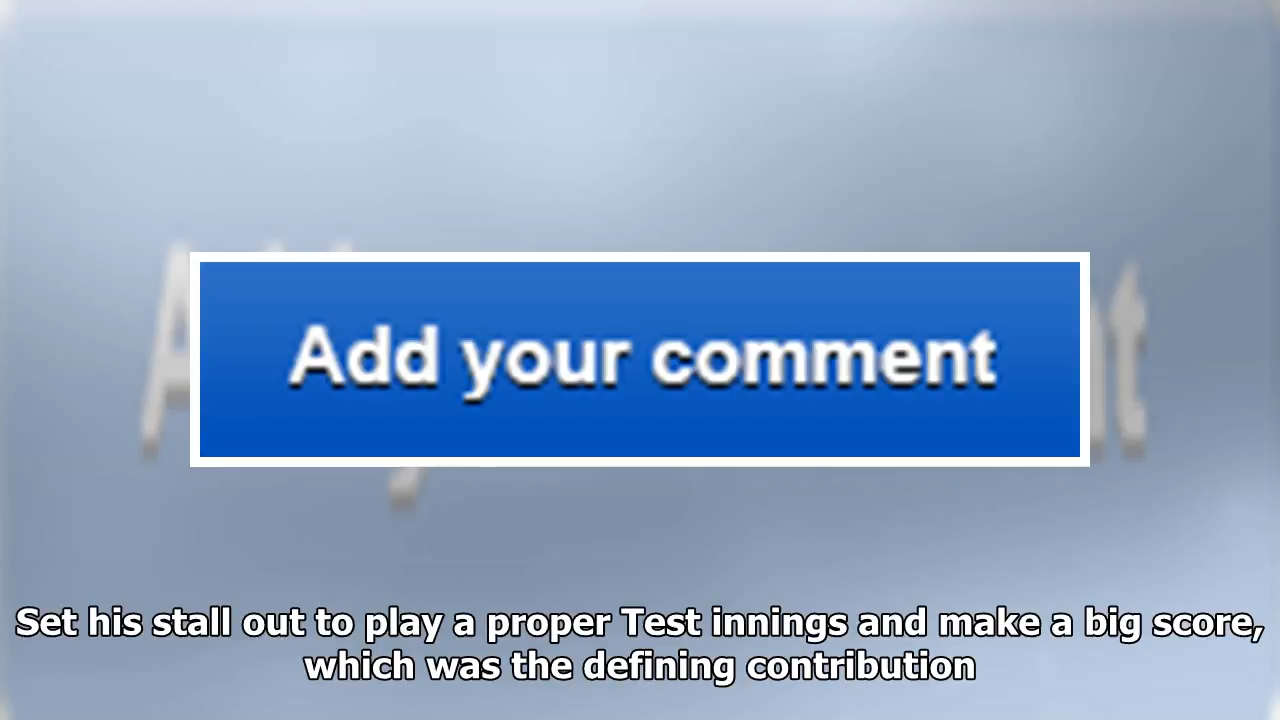 Add your comment
Set his stall out to play a proper Test innings and make a big score,
which was the defining contribution